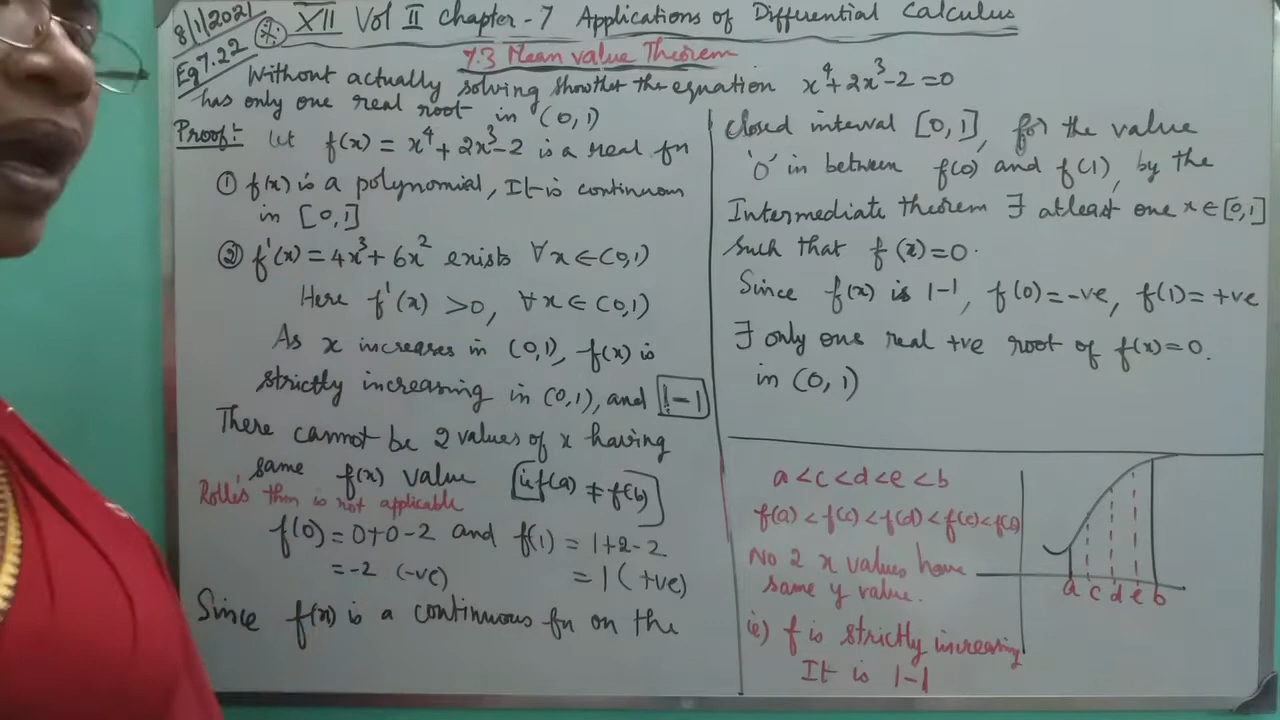 8/1/2021
XII Vol II Chapter - 7 Applications of Differential Calculus
7.3 Mean value Theorem
Eg 7.22
Without actually solving show that the equation x⁴+2x³-2=0
has only one real root in (0,1)
Proof:- Let f(x) = x⁴+2x³-2 is a real fn
① f(x) is a polynomial, It is continuous
in [0,1]
② f'(x) = 4x³+6x² exists ∀x∈(0,1)
Here f'(x) >0, ∀x∈(0,1)
As x increases in (0,1), f(x) is
strictly increasing in (0,1), and 1-1
There cannot be 2 values of x having
same f(x) value [ie f(a) ≠ f(b)]
Rolle's thm is not applicable
f(0) = 0+0-2 and f(1) = 1+2-2
= -2 (-ve) = 1 (+ve)
Since f(x) is a continuous fn on the
closed interval [0,1], for the value
'0' in between f(0) and f(1), by the
Intermediate theorem ∃ atleast one x∈[0,1]
such that f(x)=0.
Since f(x) is 1-1, f(0)=-ve, f(1)=+ve
∃ only one real +ve root of f(x)=0.
in (0,1)
a<c<d<e<b
f(a)<f(c)<f(d)<f(e)<f(b)
No 2 x values have
same y value.
ie) f is strictly increasing
It is 1-1
a c d e b